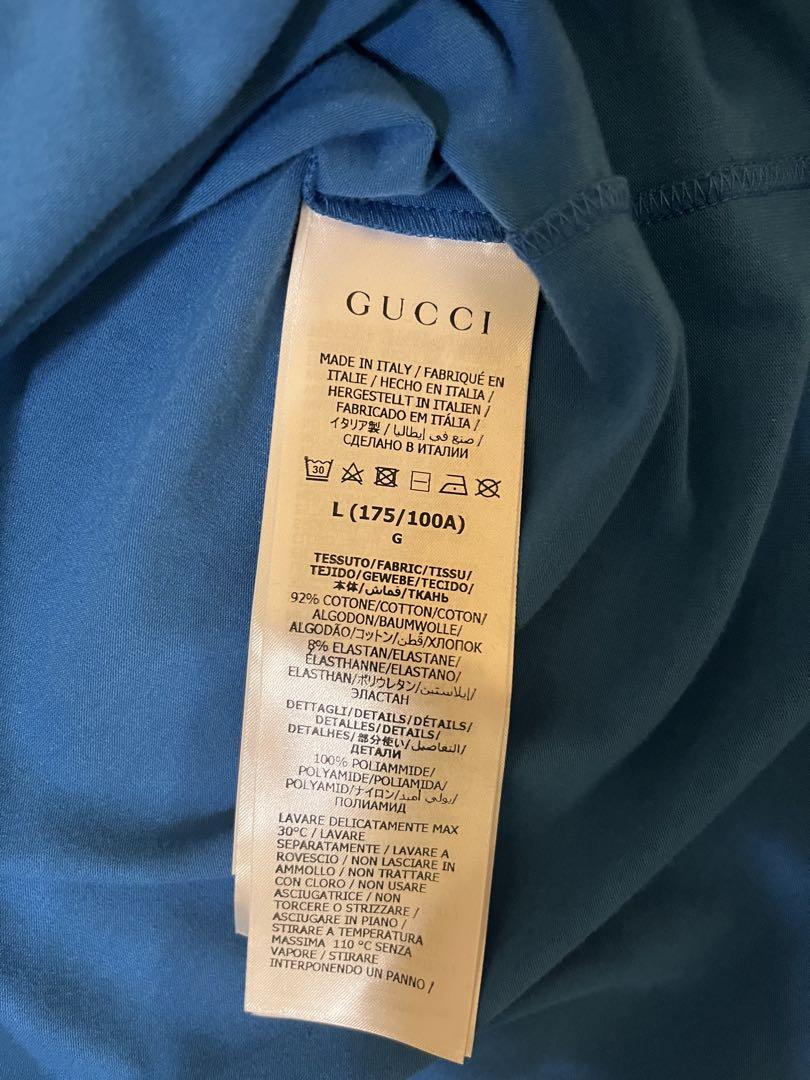 GUCCI
MADE IN ITALY / FABRIQUÉ EN
ITALIE / HECHO EN ITALIA /
HERGESTELLT IN ITALIEN /
FABRICADO EM ITÁLIA /
イタリア製 / صنع في إيطاليا /
СДЕЛАНО В ИТАЛИИ
30
L (175/100A)
G
TESSUTO/FABRIC/TISSU/
TEJIDO/GEWEBE/TECIDO/
本体/قماش/ТКАНЬ
92% COTONE/COTTON/COTON/
ALGODON/BAUMWOLLE/
ALGODÃO/コットン/قطن/ХЛОПОК
8% ELASTAN/ELASTANE/
ÉLASTHANNE/ELASTANO/
ELASTHAN/ポリウレタン/إيلاستين/
ЭЛАСТАН
DETTAGLI/DETAILS/DÉTAILS/
DETALLES/DETAILS/
DETALHES/部分使い/التفاصيل/
ДЕТАЛИ
100% POLIAMMIDE/
POLYAMIDE/POLIAMIDA/
POLYAMID/ナイロン/بولي أميد/
ПОЛИАМИД
LAVARE DELICATAMENTE MAX
30°C / LAVARE
SEPARATAMENTE / LAVARE A
ROVESCIO / NON LASCIARE IN
AMMOLLO / NON TRATTARE
CON CLORO / NON USARE
ASCIUGATRICE / NON
TORCERE O STRIZZARE /
ASCIUGARE IN PIANO /
STIRARE A TEMPERATURA
MASSIMA 110 °C SENZA
VAPORE / STIRARE
INTERPONENDO UN PANNO /